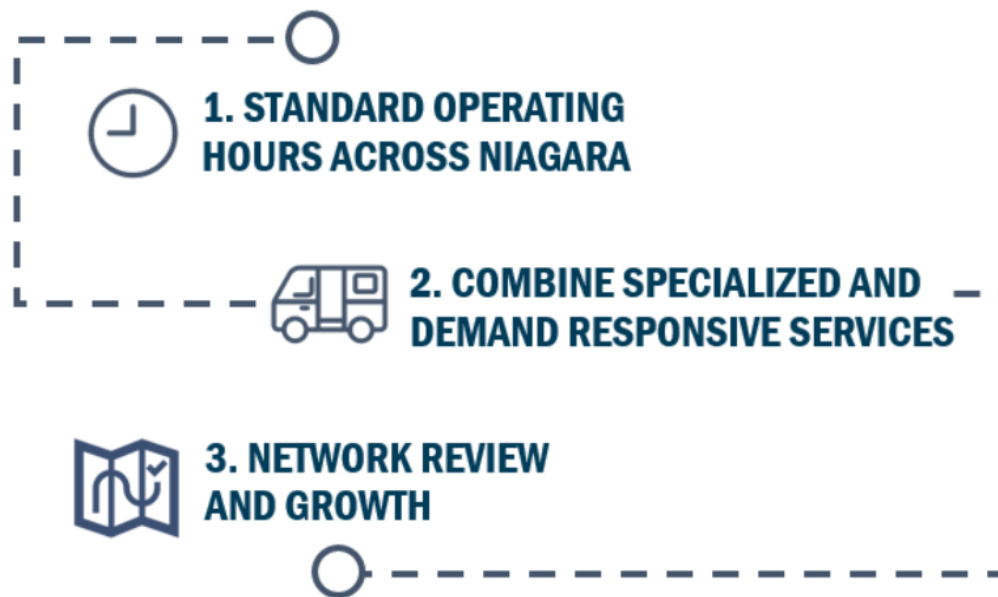 1. STANDARD OPERATING
HOURS ACROSS NIAGARA
2. COMBINE SPECIALIZED AND
DEMAND RESPONSIVE SERVICES
3. NETWORK REVIEW
AND GROWTH